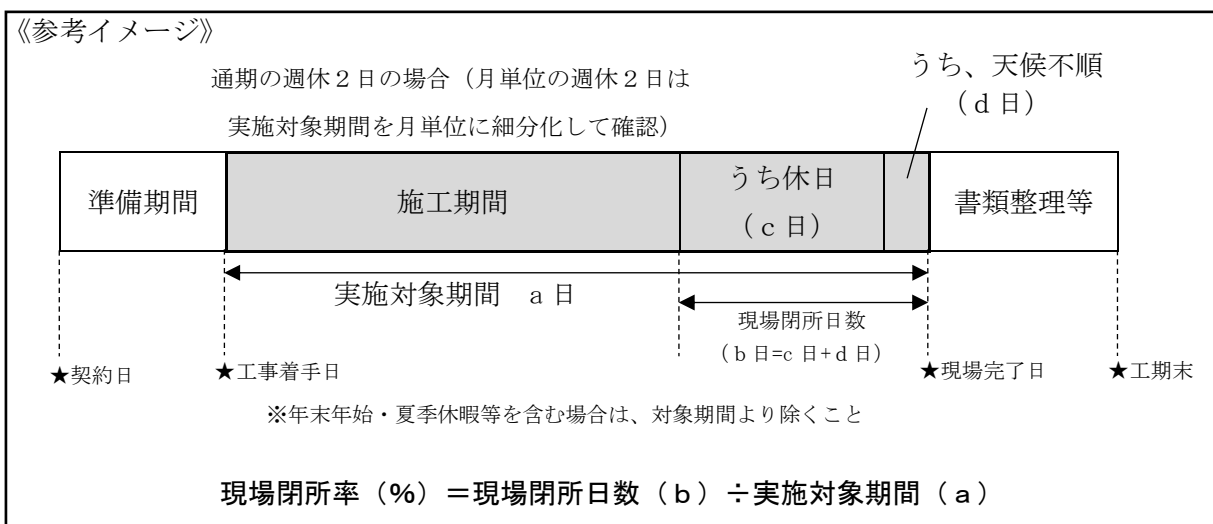 《参考イメージ》
通期の週休２日の場合（月単位の週休２日は
実施対象期間を月単位に細分化して確認）
うち、天候不順
（ｄ日）
準備期間
施工期間
うち休日
（ｃ日）
書類整理等
実施対象期間　ａ日
現場閉所日数
（ｂ日=ｃ日+ｄ日）
★契約日
★工事着手日
★現場完了日
★工期末
※年末年始・夏季休暇等を含む場合は、対象期間より除くこと
現場閉所率（％）＝現場閉所日数（ｂ）÷実施対象期間（ａ）